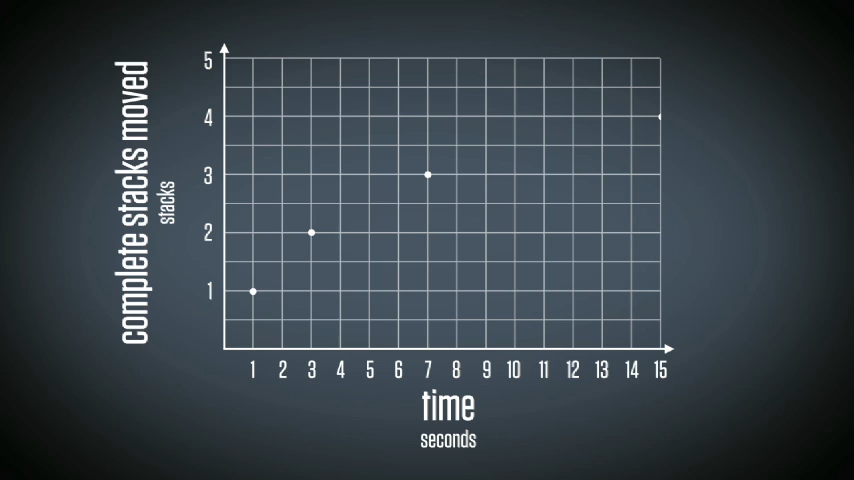 complete stacks moved
stacks
5
4
3
2
1
1 2 3 4 5 6 7 8 9 10 11 12 13 14 15
time
seconds